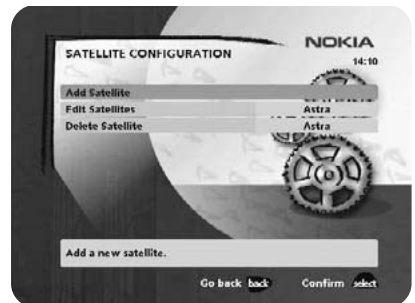 NOKIA
SATELLITE CONFIGURATION
14:10
Add Satellite
Edit Satellites Astra
Delete Satellite Astra
Add a new satellite.
Go back back Confirm select